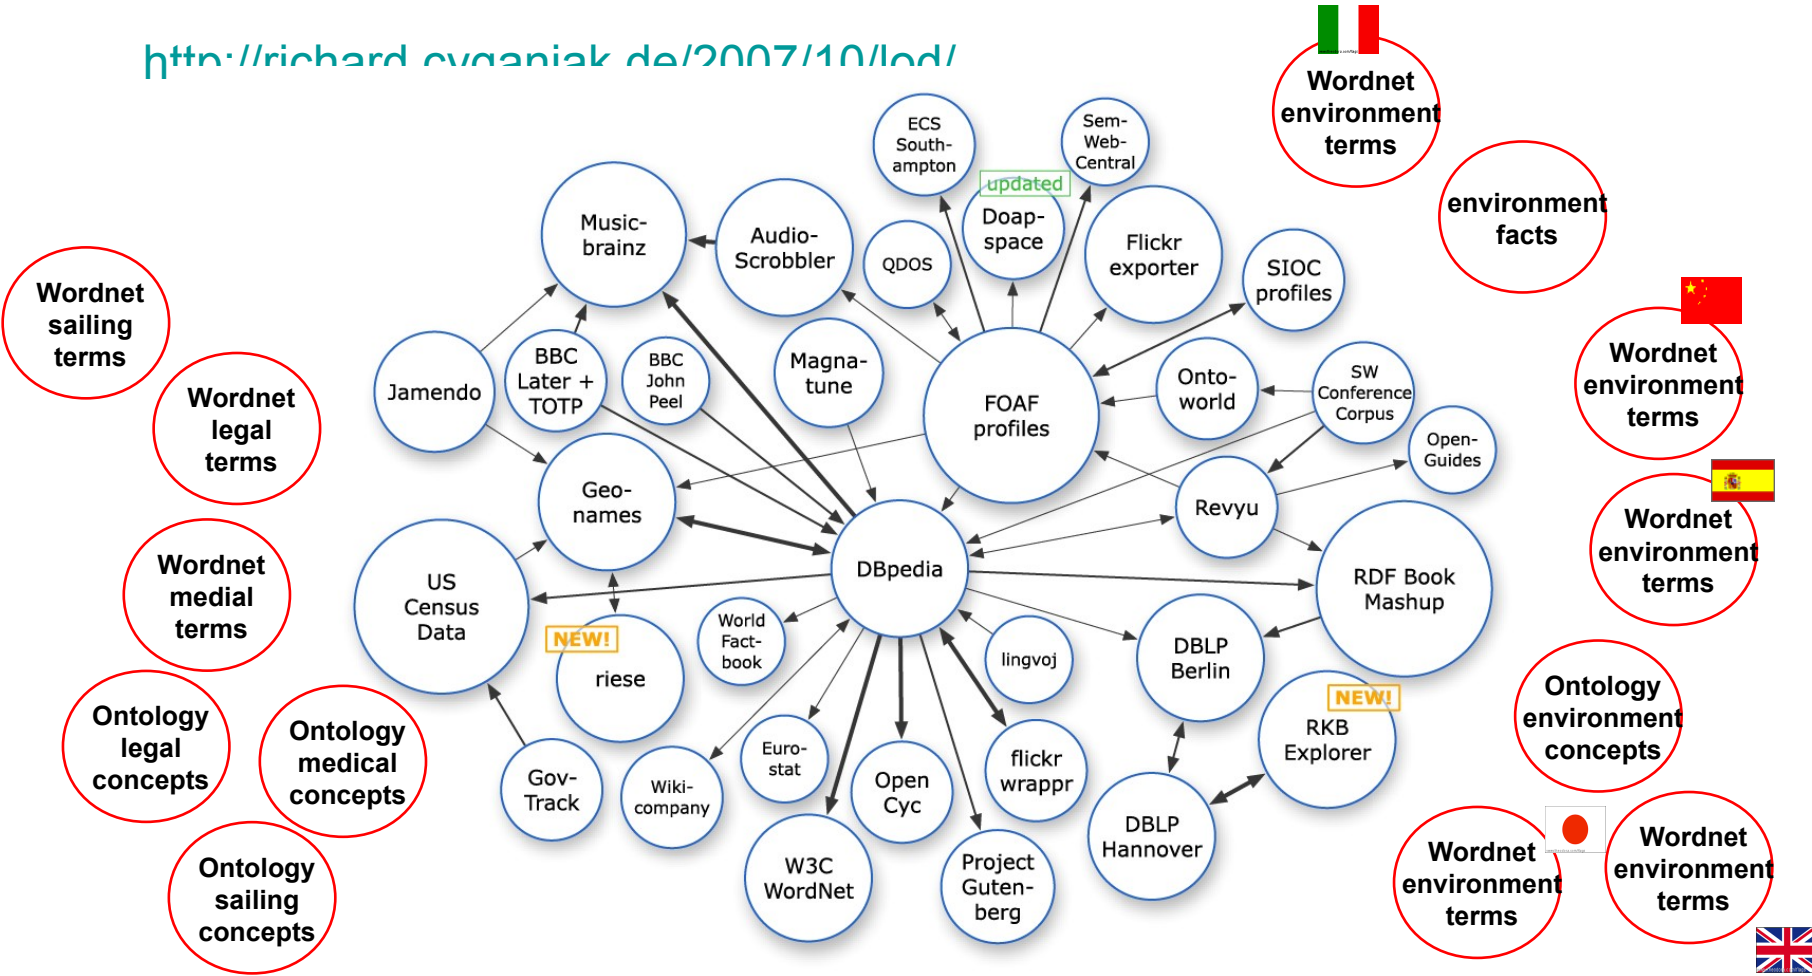 http://richard.cyganiak.de/2007/10/lod/
Wordnet
environment
terms
environment
facts
ECS
South-
ampton
Sem-
Web-
Central
updated
Doap-
space
Music-
brainz
Audio-
Scrobbler
QDOS
Flickr
exporter
SIOC
profiles
Wordnet
sailing
terms
Wordnet
legal
terms
Jamendo
BBC
Later +
TOTP
BBC
John
Peel
Magna-
tune
FOAF
profiles
Onto-
world
SW
Conference
Corpus
Open-
Guides
Wordnet
environment
terms
Geo-
names
Revyu
Wordnet
environment
terms
Wordnet
medial
terms
US
Census
Data
DBpedia
RDF Book
Mashup
NEW!
riese
World
Fact-
book
lingvoj
DBLP
Berlin
NEW!
RKB
Explorer
Ontology
environment
concepts
Ontology
legal
concepts
Ontology
medical
concepts
Gov-
Track
Wiki-
company
Euro-
stat
Open
Cyc
flickr
wrappr
DBLP
Hannover
Wordnet
environment
terms
Wordnet
environment
terms
Ontology
sailing
concepts
W3C
WordNet
Project
Guten-
berg